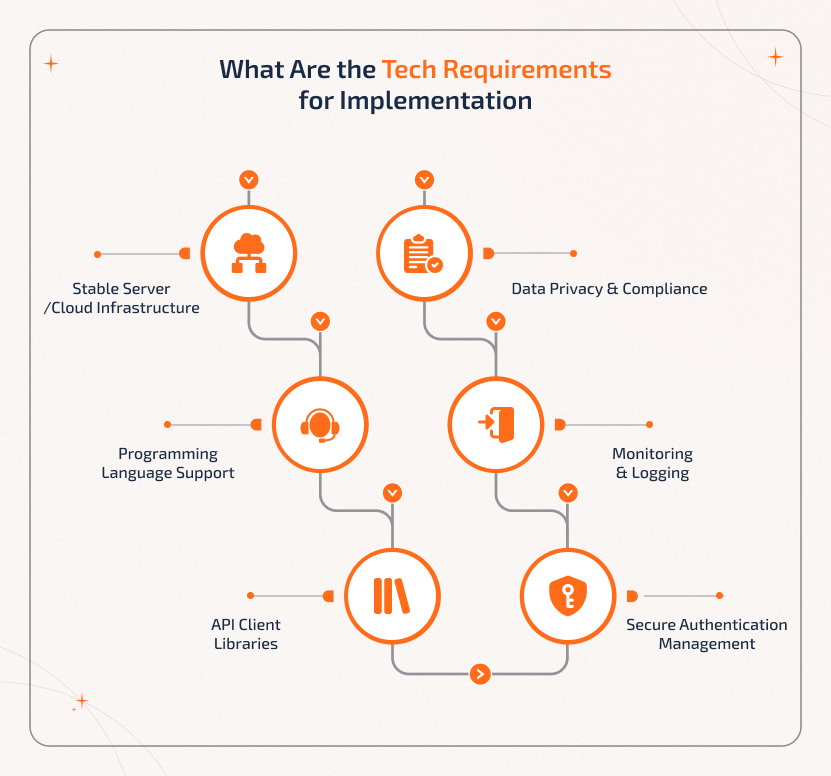 What Are the Tech Requirements
for Implementation
Stable Server
/Cloud Infrastructure
Data Privacy & Compliance
Programming
Language Support
Monitoring
& Logging
API Client
Libraries
Secure Authentication
Management